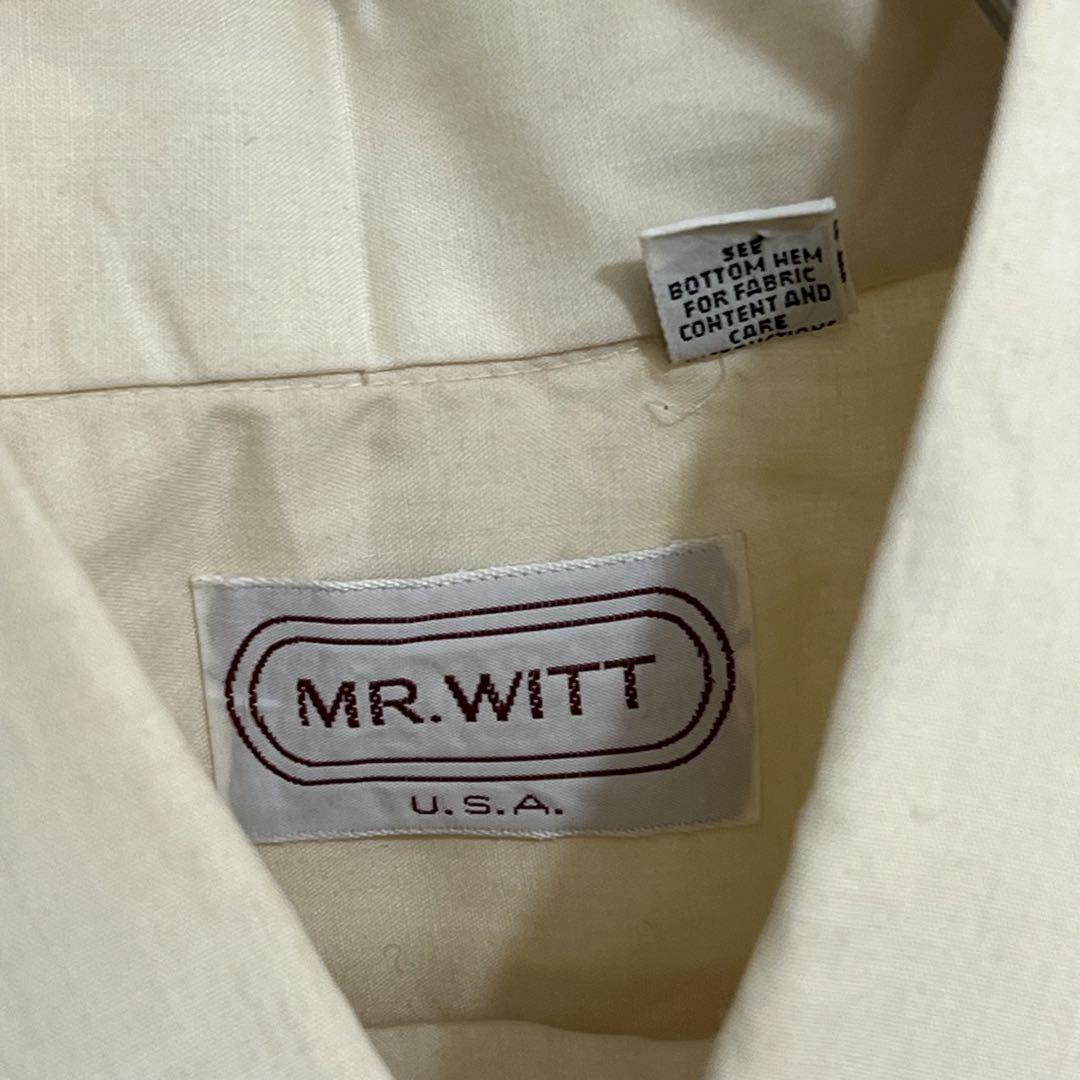 SEE
BOTTOM HEM
FOR FABRIC
CONTENT AND
CARE
MR.WITT
U.S.A.